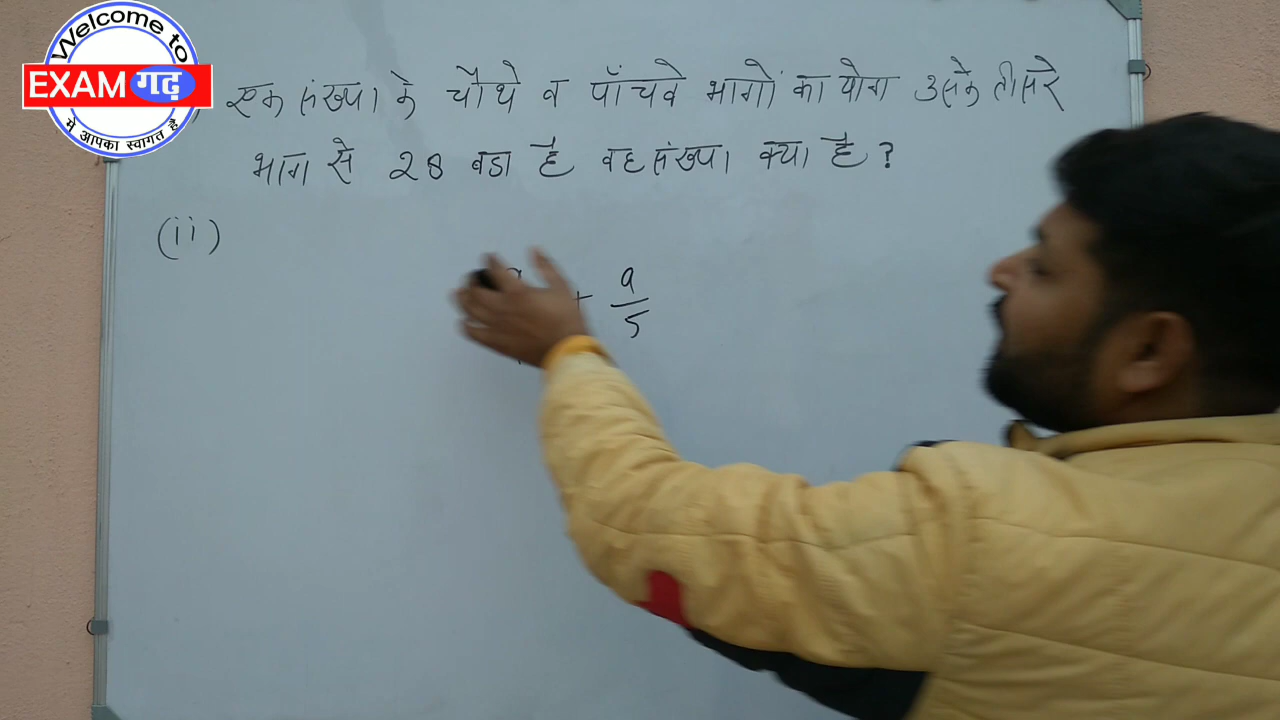 Welcome to
EXAM गढ़
में आपका स्वागत है
एक संख्या के चौथे व पाँचवे भागों का योग उसके तीसरे
भाग से 28 बडा है वह संख्या क्या है ?
(ii)
+ a/5